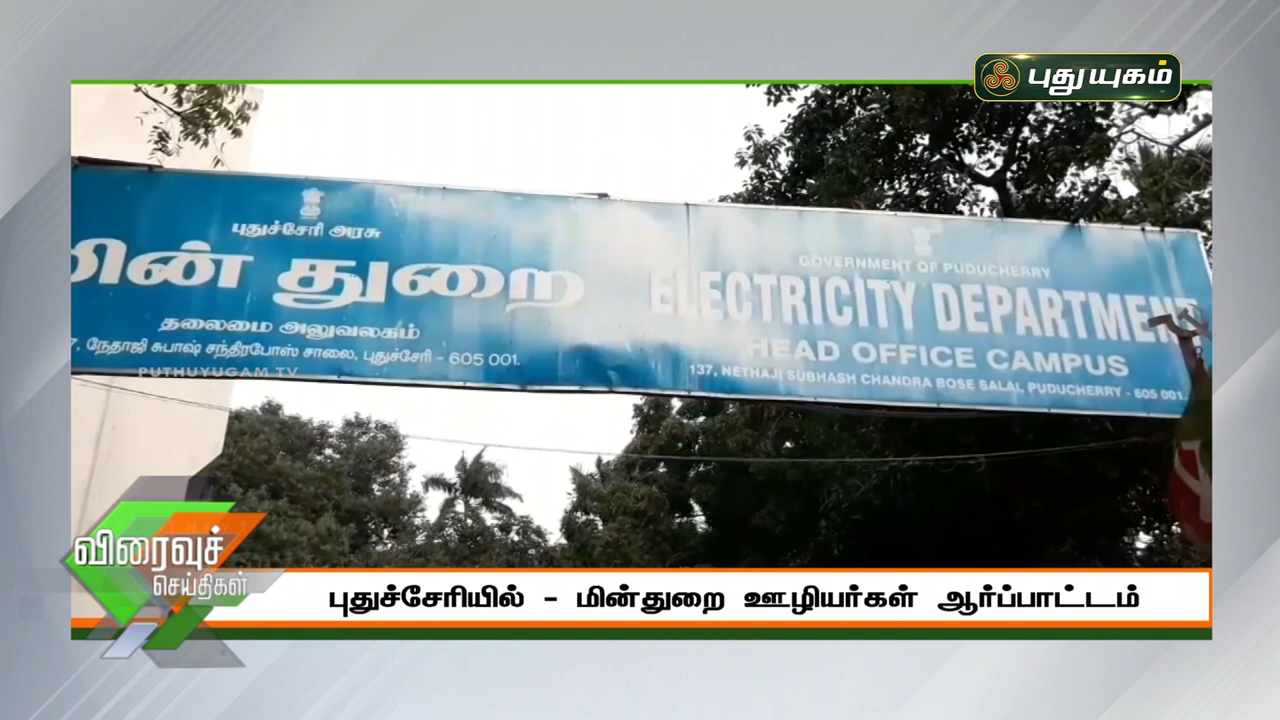 புதுயுகம்
புதுச்சேரி அரசு
மின் துறை
தலைமை அலுவலகம்
7, நேதாஜி சுபாஷ் சந்திரபோஸ் சாலை, புதுச்சேரி - 605 001.
PUTHUYUGAM TV
GOVERNMENT OF PUDUCHERRY
ELECTRICITY DEPARTMENT
HEAD OFFICE CAMPUS
137, NETHAJI SUBHASH CHANDRA BOSE SALAI, PUDUCHERRY - 605 001.
விரைவுச்
செய்திகள்
புதுச்சேரியில் - மின்துறை ஊழியர்கள் ஆர்ப்பாட்டம்